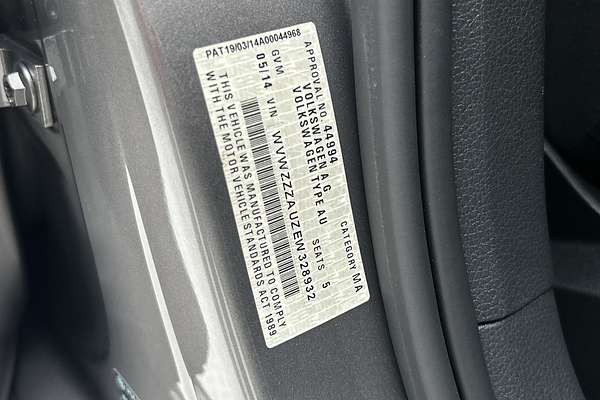 PAT19/03/14A00044968
APPROVAL NO. 44994 CATEGORY MA
VOLKSWAGEN A.G.
VOLKSWAGEN TYPE AU SEATS 5
GVM
05/14 VIN WVWZZZAUZEW328932
THIS VEHICLE WAS MANUFACTURED TO COMPLY
WITH THE MOTOR VEHICLE STANDARDS ACT 1989